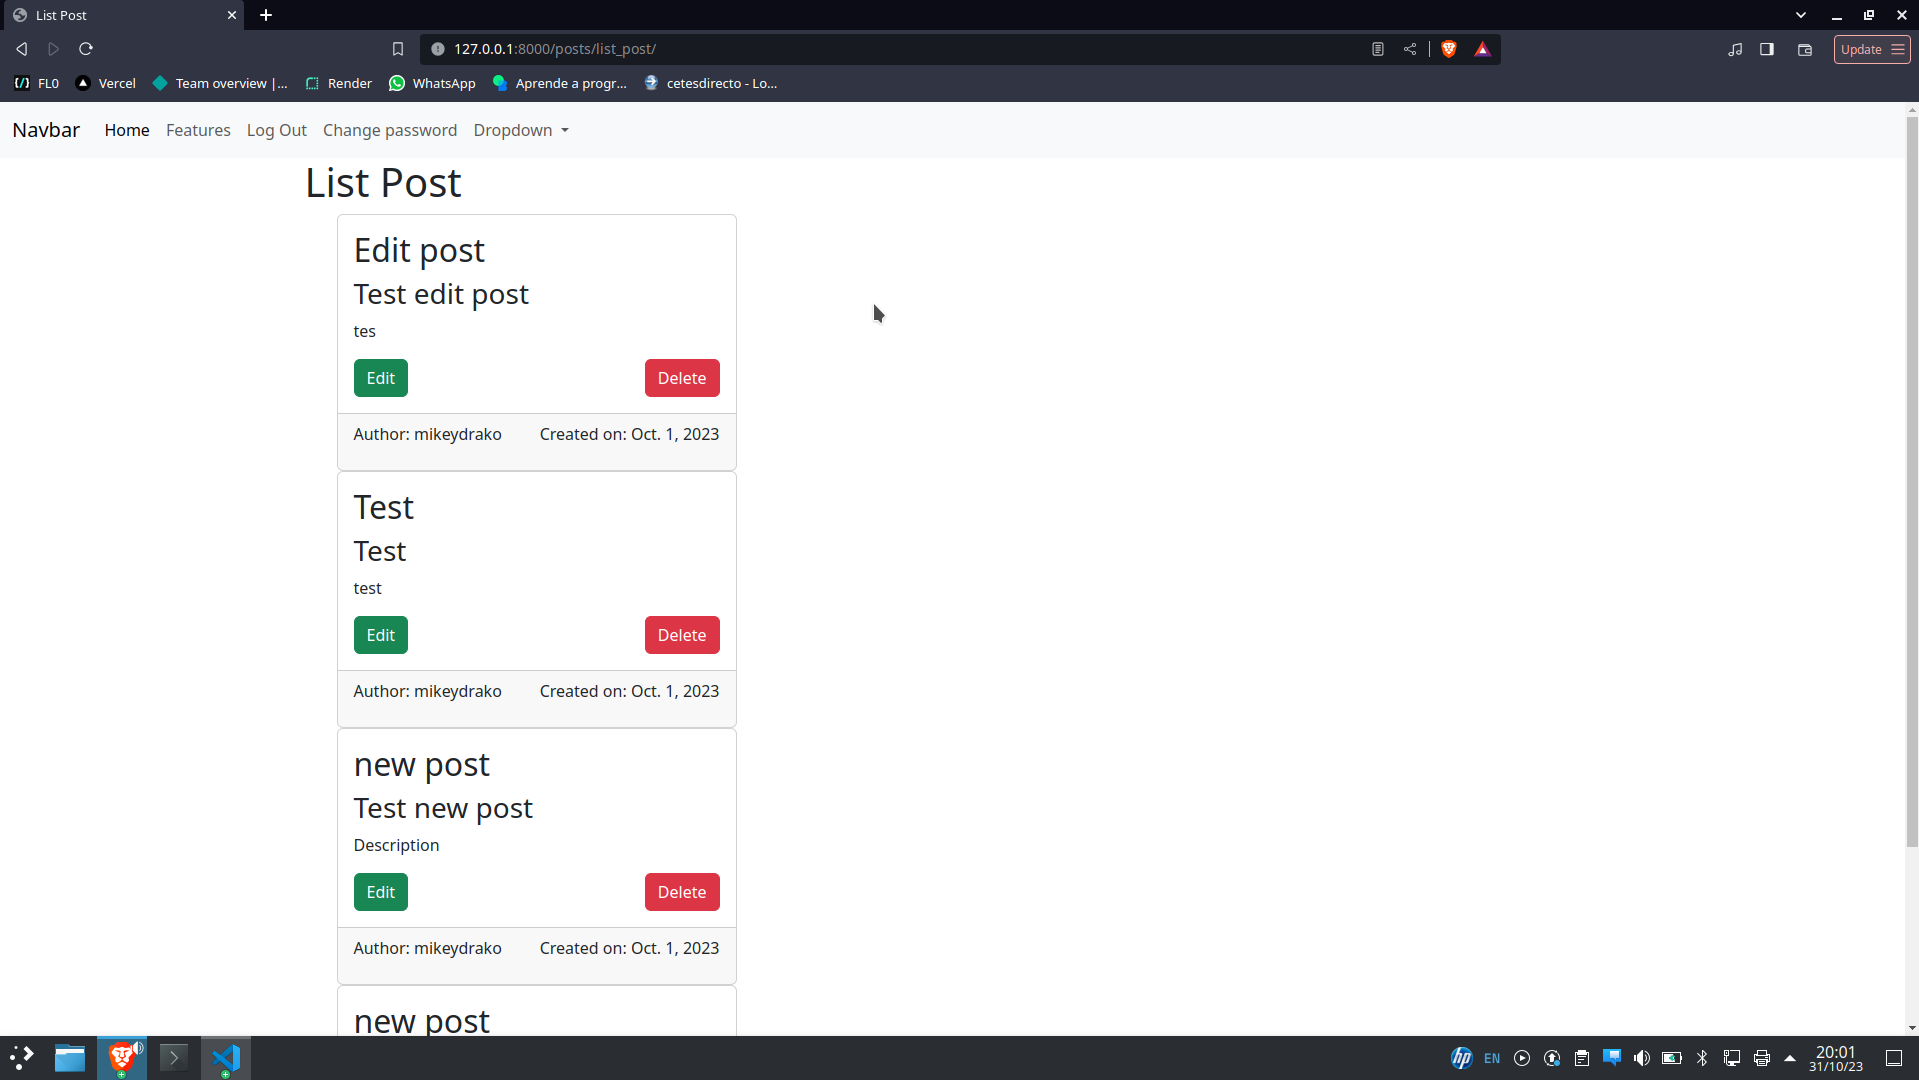 List Post
127.0.0.1:8000/posts/list_post/
Update
FL0
Vercel
Team overview |...
Render
WhatsApp
Aprende a progr...
cetesdirecto - Lo...
Navbar Home Features Log Out Change password Dropdown
List Post
Edit post
Test edit post
tes
Edit Delete
Author: mikeydrako Created on: Oct. 1, 2023
Test
Test
test
Edit Delete
Author: mikeydrako Created on: Oct. 1, 2023
new post
Test new post
Description
Edit Delete
Author: mikeydrako Created on: Oct. 1, 2023
new post
hp
EN
20:01
31/10/23